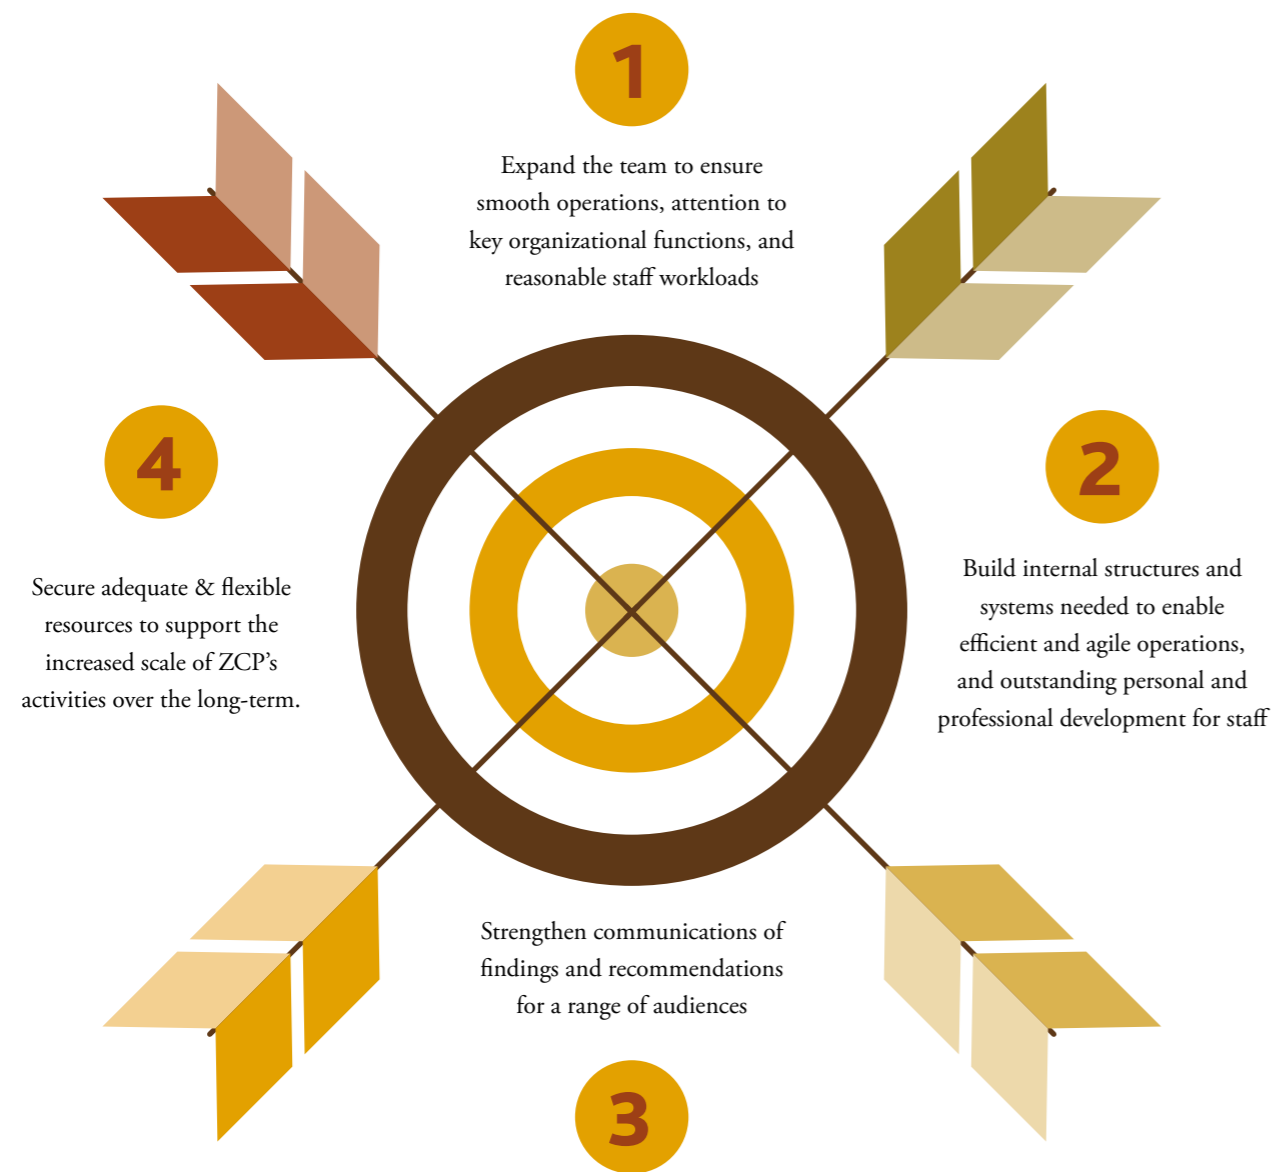 1
Expand the team to ensure
smooth operations, attention to
key organizational functions, and
reasonable staff workloads
2
Build internal structures and
systems needed to enable
efficient and agile operations,
and outstanding personal and
professional development for staff
Strengthen communications of
findings and recommendations
for a range of audiences
3
4
Secure adequate & flexible
resources to support the
increased scale of ZCP’s
activities over the long-term.